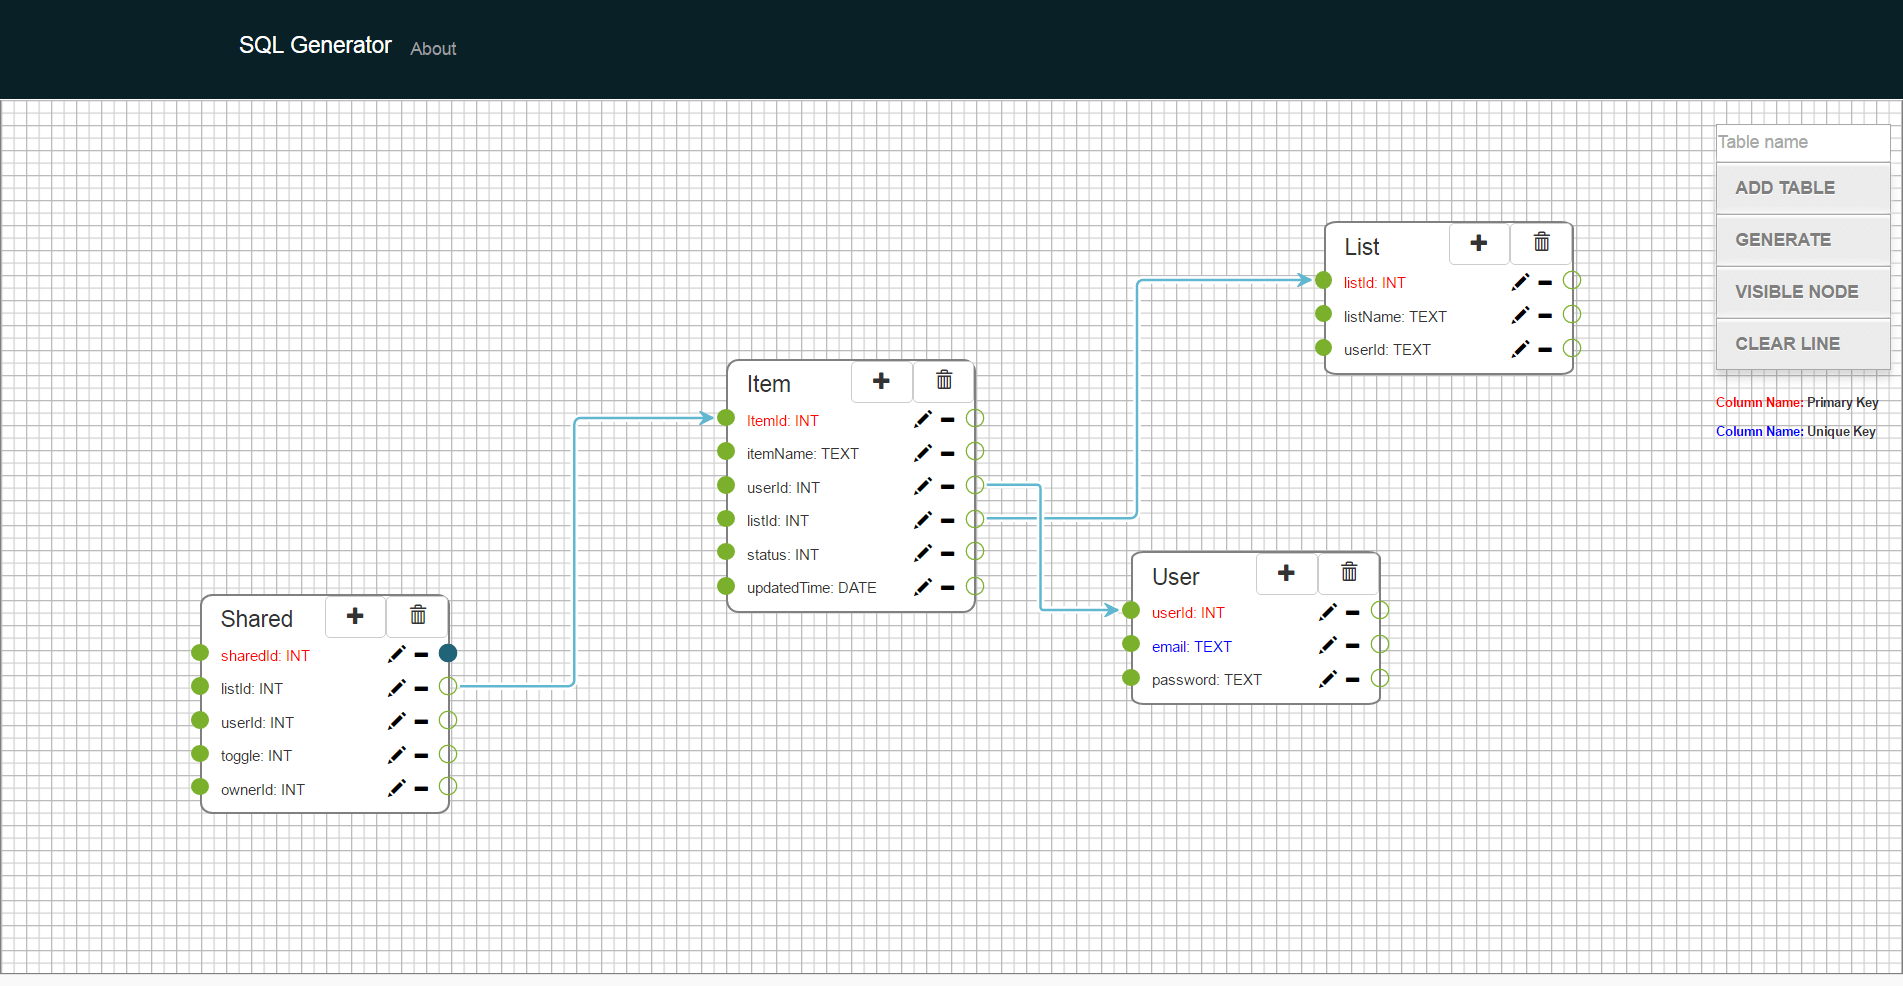 SQL Generator About
Table name
ADD TABLE
GENERATE
VISIBLE NODE
CLEAR LINE
Column Name: Primary Key
Column Name: Unique Key
List
listId: INT
listName: TEXT
userId: TEXT
Item
ItemId: INT
itemName: TEXT
userId: INT
listId: INT
status: INT
updatedTime: DATE
User
userId: INT
email: TEXT
password: TEXT
Shared
sharedId: INT
listId: INT
userId: INT
toggle: INT
ownerId: INT